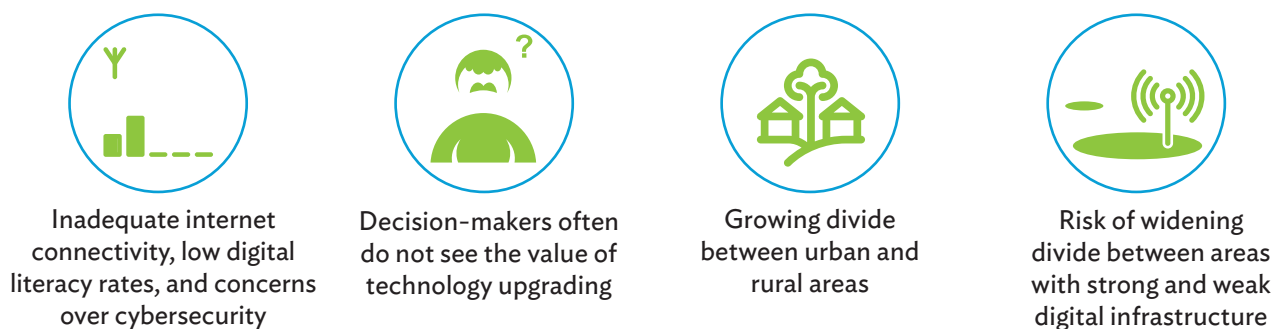 ?
Inadequate internet
connectivity, low digital
literacy rates, and concerns
over cybersecurity
Decision-makers often
do not see the value of
technology upgrading
Growing divide
between urban and
rural areas
Risk of widening
divide between areas
with strong and weak
digital infrastructure